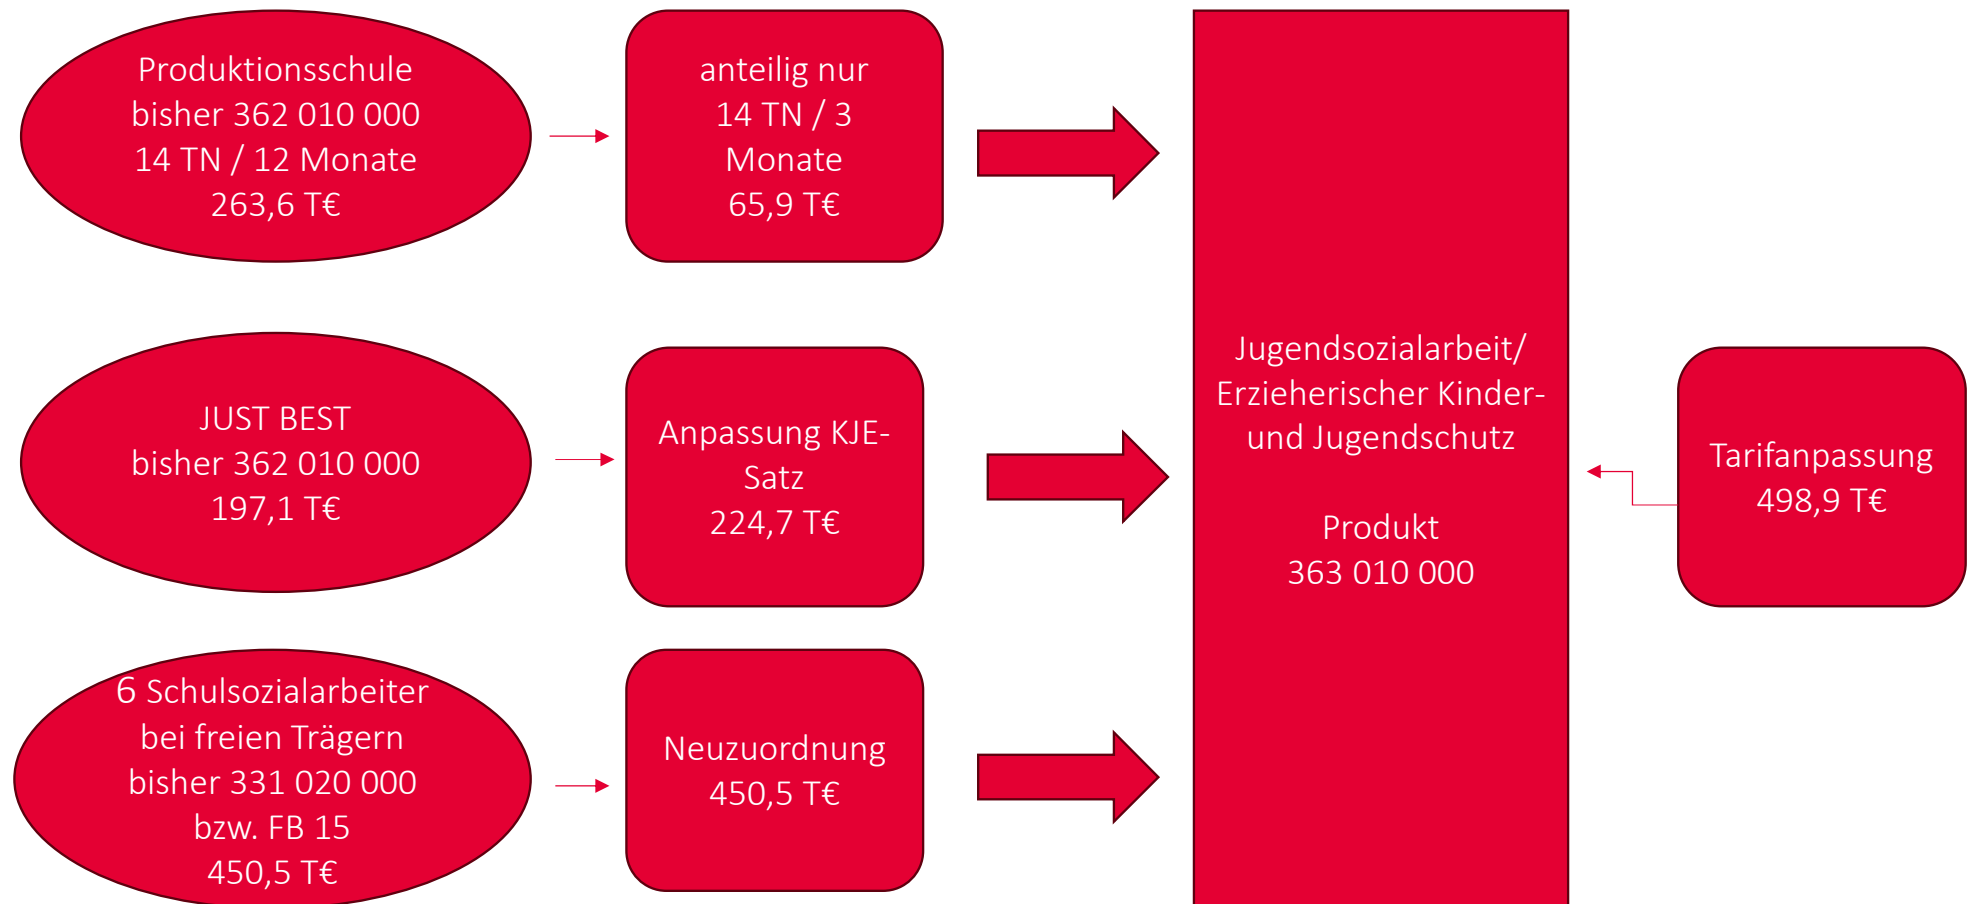 Produktionsschule
bisher 362 010 000
14 TN / 12 Monate
263,6 T€
anteilig nur
14 TN / 3
Monate
65,9 T€
JUST BEST
bisher 362 010 000
197,1 T€
Anpassung KJE-
Satz
224,7 T€
6 Schulsozialarbeiter
bei freien Trägern
bisher 331 020 000
bzw. FB 15
450,5 T€
Neuzuordnung
450,5 T€
Jugendsozialarbeit/
Erzieherischer Kinder-
und Jugendschutz
Produkt
363 010 000
Tarifanpassung
498,9 T€